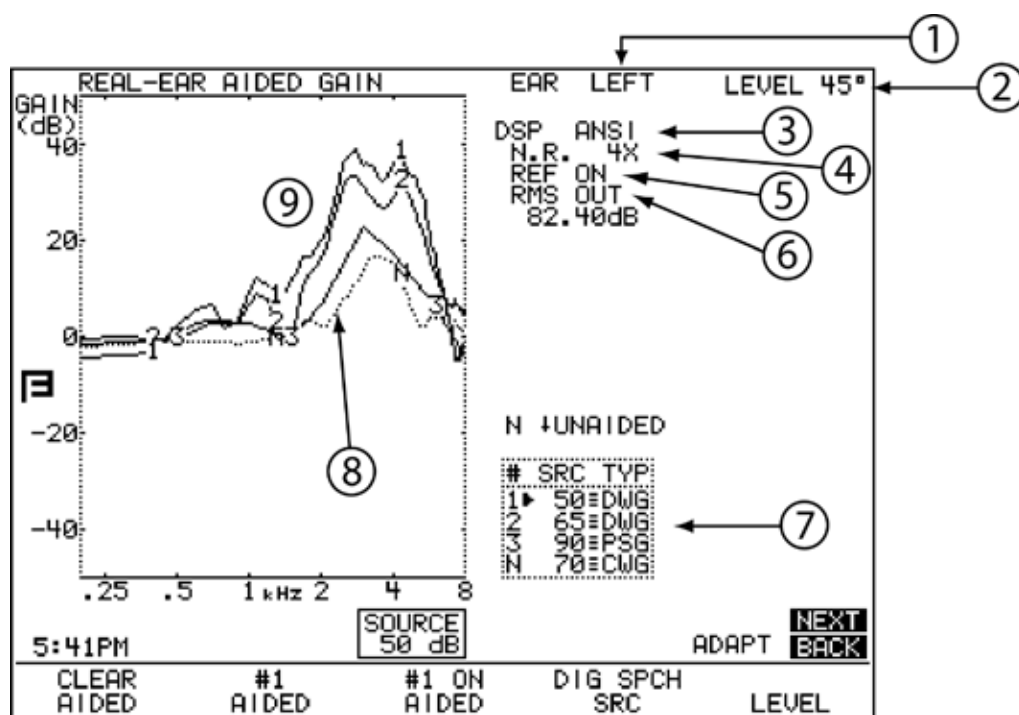 1
REAL-EAR AIDED GAIN EAR LEFT LEVEL 45°
2
GAIN
(dB)
40
20
0
-20
-40
1
2
9
N
1
2
3
2
3
1
N
3
8
.25 .5 1 kHz 2 4 8
DSP ANSI
3
N.R. 4X
4
REF ON
5
RMS OUT
6
82.40dB
N ↓UNAIDED
# SRC TYP
1▶ 50≡DWG
2 65≡DWG
3 90≡PSG
N 70≡CWG
7
5:41PM
SOURCE
50 dB
ADAPT
NEXT
BACK
CLEAR
AIDED
#1
AIDED
#1 ON
AIDED
DIG SPCH
SRC
LEVEL